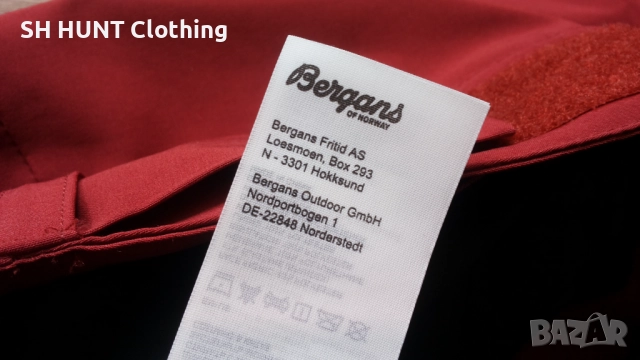 SH HUNT Clothing
Bergans
OF NORWAY
Bergans Fritid AS
Loesmoen, Box 293
N - 3301 Hokksund
Bergans Outdoor GmbH
Nordportbogen 1
DE-22848 Norderstedt
BAZAR